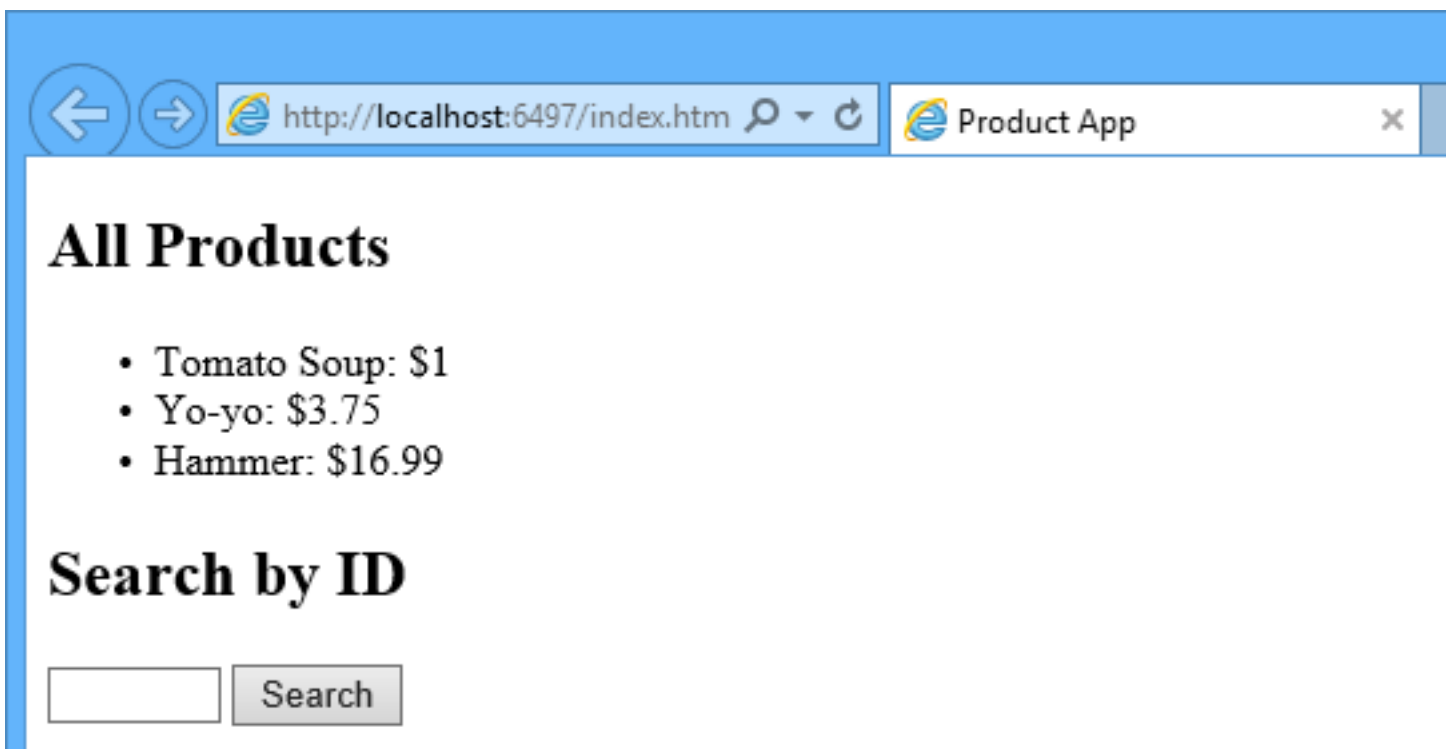 http://localhost:6497/index.htm
Product App
All Products
• Tomato Soup: $1
• Yo-yo: $3.75
• Hammer: $16.99
Search by ID
Search